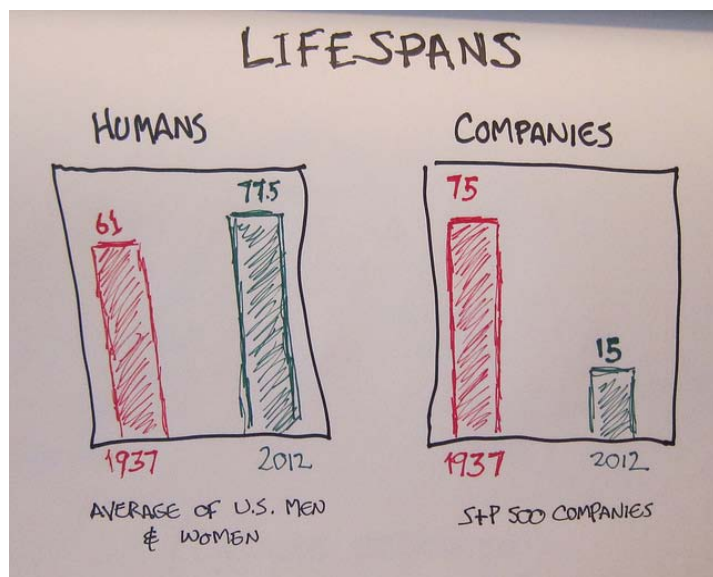 LIFESPANS
HUMANS
COMPANIES
61
77.5
75
15
1937
2012
1937
2012
AVERAGE OF U.S. MEN
& WOMEN
S+P 500 COMPANIES